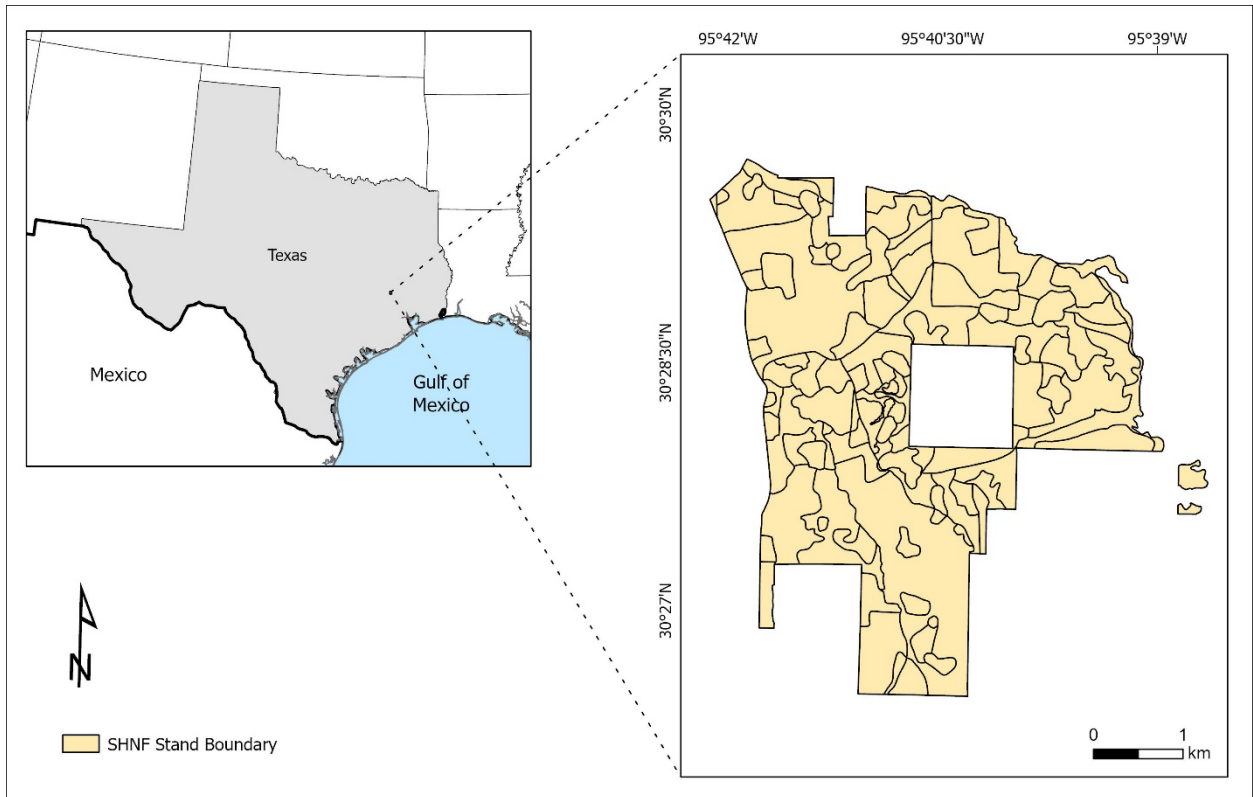 95°42'W 95°40'30"W 95°39'W
30°30'N
30°28'30"N
30°27'N
Texas
Mexico
Gulf of
Mexico
N
SHNF Stand Boundary
0 1
km